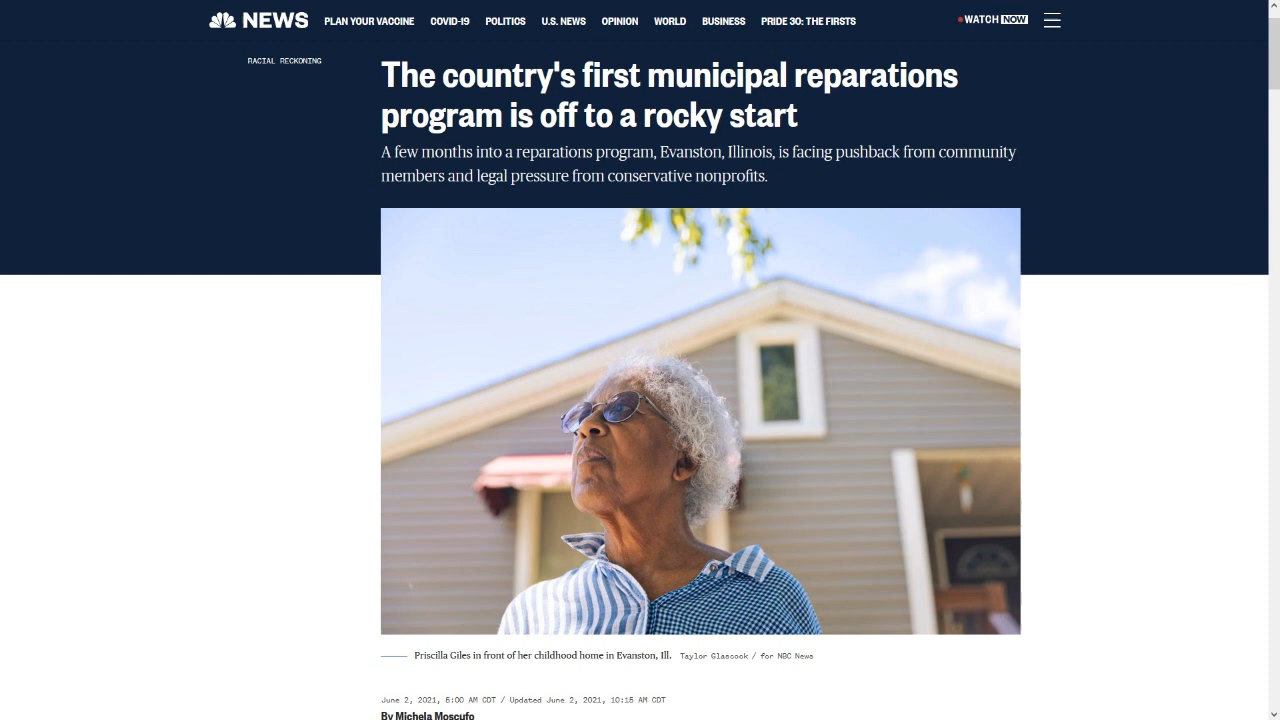 NEWS PLAN YOUR VACCINE COVID-19 POLITICS U.S. NEWS OPINION WORLD BUSINESS PRIDE 30: THE FIRSTS WATCH NOW
RACIAL RECKONING
The country's first municipal reparations
program is off to a rocky start
A few months into a reparations program, Evanston, Illinois, is facing pushback from community
members and legal pressure from conservative nonprofits.
Priscilla Giles in front of her childhood home in Evanston, Ill. Taylor Glascock / for NBC News
June 2, 2021, 5:00 AM CDT / Updated June 2, 2021, 10:15 AM CDT
By Michela Moscufo